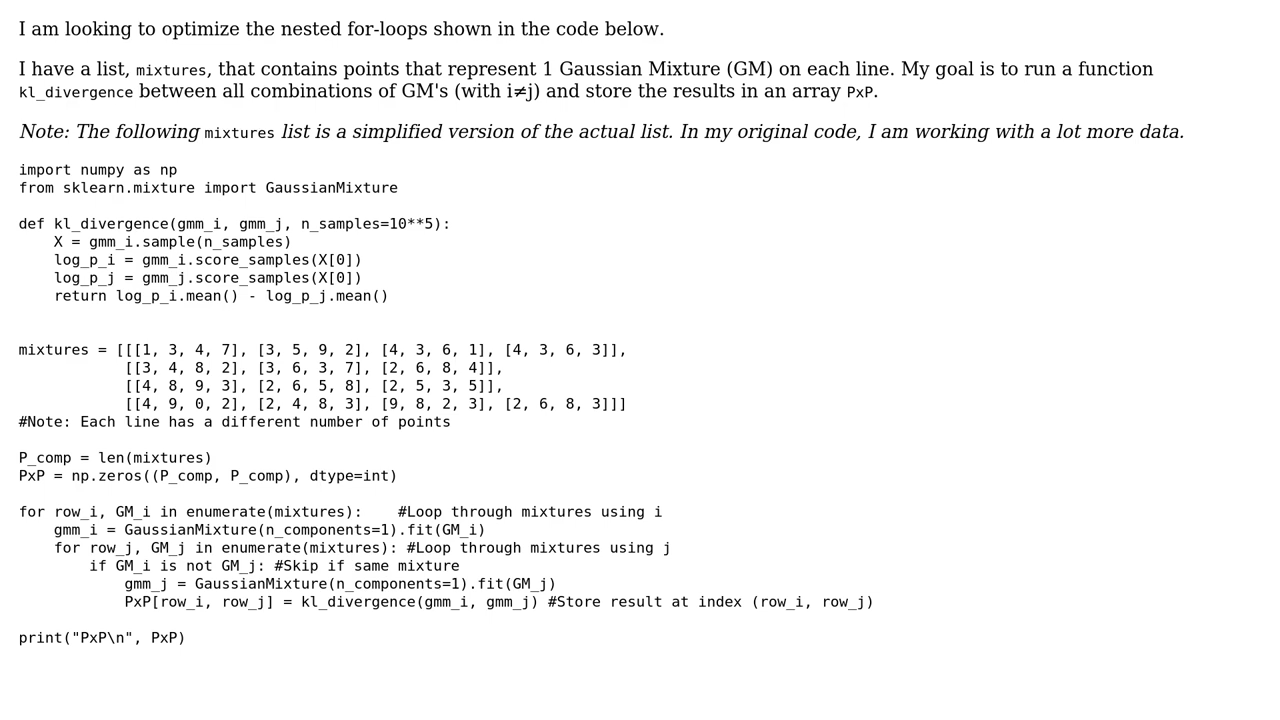 I am looking to optimize the nested for-loops shown in the code below.
I have a list, mixtures, that contains points that represent 1 Gaussian Mixture (GM) on each line. My goal is to run a function
kl_divergence between all combinations of GM's (with i≠j) and store the results in an array PxP.
Note: The following mixtures list is a simplified version of the actual list. In my original code, I am working with a lot more data.
import numpy as np
from sklearn.mixture import GaussianMixture
def kl_divergence(gmm_i, gmm_j, n_samples=10**5):
    X = gmm_i.sample(n_samples)
    log_p_i = gmm_i.score_samples(X[0])
    log_p_j = gmm_j.score_samples(X[0])
    return log_p_i.mean() - log_p_j.mean()
mixtures = [[[1, 3, 4, 7], [3, 5, 9, 2], [4, 3, 6, 1], [4, 3, 6, 3]],
            [[3, 4, 8, 2], [3, 6, 3, 7], [2, 6, 8, 4]],
            [[4, 8, 9, 3], [2, 6, 5, 8], [2, 5, 3, 5]],
            [[4, 9, 0, 2], [2, 4, 8, 3], [9, 8, 2, 3], [2, 6, 8, 3]]]
#Note: Each line has a different number of points
P_comp = len(mixtures)
PxP = np.zeros((P_comp, P_comp), dtype=int)
for row_i, GM_i in enumerate(mixtures):    #Loop through mixtures using i
    gmm_i = GaussianMixture(n_components=1).fit(GM_i)
    for row_j, GM_j in enumerate(mixtures): #Loop through mixtures using j
        if GM_i is not GM_j: #Skip if same mixture
            gmm_j = GaussianMixture(n_components=1).fit(GM_j)
            PxP[row_i, row_j] = kl_divergence(gmm_i, gmm_j) #Store result at index (row_i, row_j)
print("PxP\n", PxP)